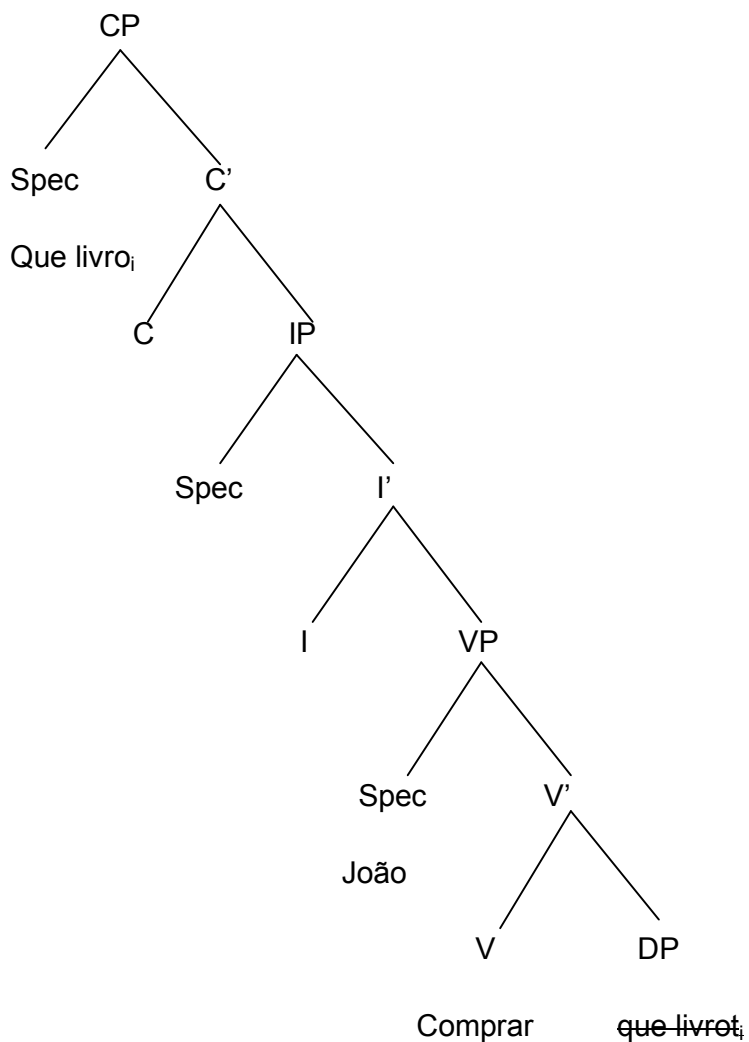 CP
Spec C’
Que livroᵢ
C IP
Spec I’
I VP
Spec V’
João
V DP
Comprar que livrotᵢ